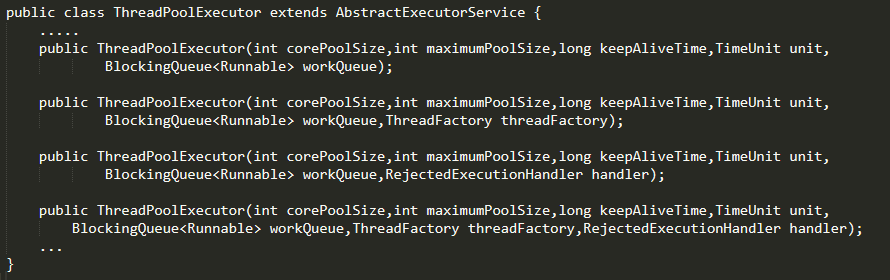 public class ThreadPoolExecutor extends AbstractExecutorService {
.....
public ThreadPoolExecutor(int corePoolSize,int maximumPoolSize,long keepAliveTime,TimeUnit unit,
BlockingQueue<Runnable> workQueue);
public ThreadPoolExecutor(int corePoolSize,int maximumPoolSize,long keepAliveTime,TimeUnit unit,
BlockingQueue<Runnable> workQueue,ThreadFactory threadFactory);
public ThreadPoolExecutor(int corePoolSize,int maximumPoolSize,long keepAliveTime,TimeUnit unit,
BlockingQueue<Runnable> workQueue,RejectedExecutionHandler handler);
public ThreadPoolExecutor(int corePoolSize,int maximumPoolSize,long keepAliveTime,TimeUnit unit,
BlockingQueue<Runnable> workQueue,ThreadFactory threadFactory,RejectedExecutionHandler handler);
...
}